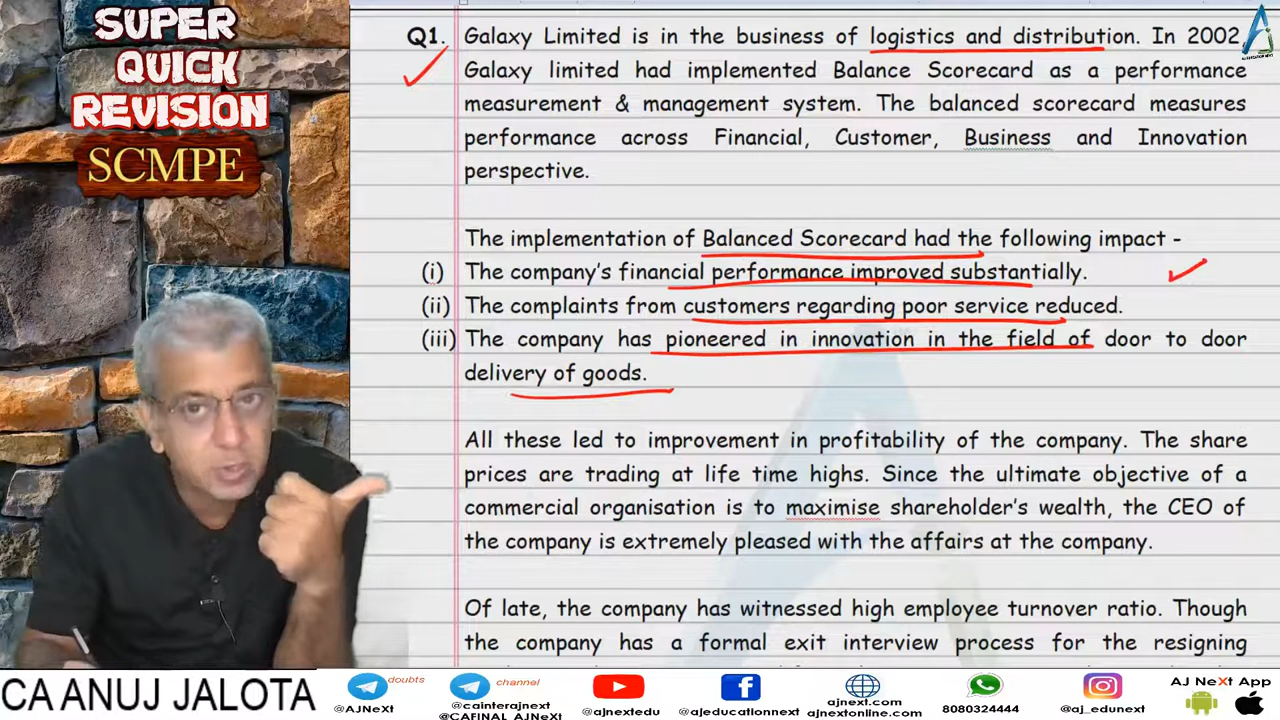 SUPER
QUICK
REVISION
SCMPE
Q1. Galaxy Limited is in the business of logistics and distribution. In 2002,
Galaxy limited had implemented Balance Scorecard as a performance
measurement & management system. The balanced scorecard measures
performance across Financial, Customer, Business and Innovation
perspective.
The implementation of Balanced Scorecard had the following impact -
(i) The company's financial performance improved substantially.
(ii) The complaints from customers regarding poor service reduced.
(iii) The company has pioneered in innovation in the field of door to door
delivery of goods.
All these led to improvement in profitability of the company. The share
prices are trading at life time highs. Since the ultimate objective of a
commercial organisation is to maximise shareholder's wealth, the CEO of
the company is extremely pleased with the affairs at the company.
Of late, the company has witnessed high employee turnover ratio. Though
the company has a formal exit interview process for the resigning
CA ANUJ JALOTA
doubts
@AJNeXt
channel
@cainterajnext
@CAFINAL_AJNeXt
@ajnextedu
@ajeducationnext
ajnext.com
ajnextonline.com
8080324444
@aj_edunext
AJ NeXt App